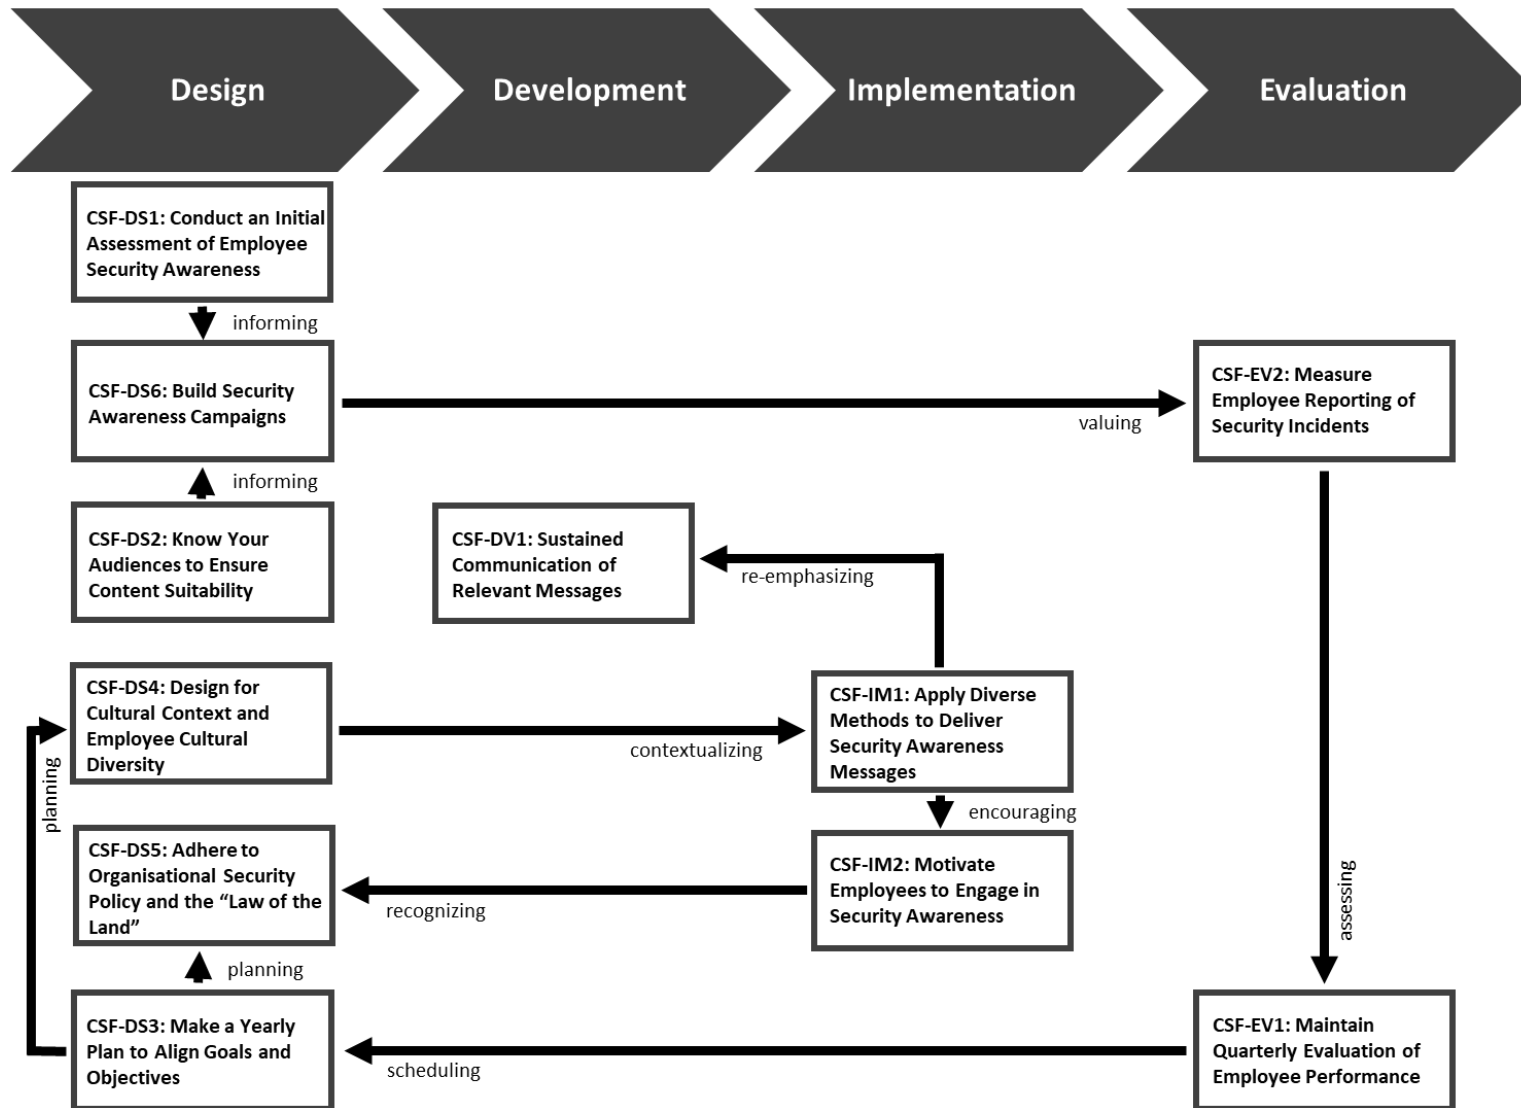 Design
Development
Implementation
Evaluation
CSF-DS1: Conduct an Initial
Assessment of Employee
Security Awareness
informing
CSF-DS6: Build Security
Awareness Campaigns
valuing
CSF-EV2: Measure
Employee Reporting of
Security Incidents
informing
CSF-DS2: Know Your
Audiences to Ensure
Content Suitability
CSF-DV1: Sustained
Communication of
Relevant Messages
re-emphasizing
CSF-DS4: Design for
Cultural Context and
Employee Cultural
Diversity
contextualizing
CSF-IM1: Apply Diverse
Methods to Deliver
Security Awareness
Messages
planning
encouraging
CSF-DS5: Adhere to
Organisational Security
Policy and the “Law of the
Land”
recognizing
CSF-IM2: Motivate
Employees to Engage in
Security Awareness
assessing
planning
CSF-DS3: Make a Yearly
Plan to Align Goals and
Objectives
scheduling
CSF-EV1: Maintain
Quarterly Evaluation of
Employee Performance